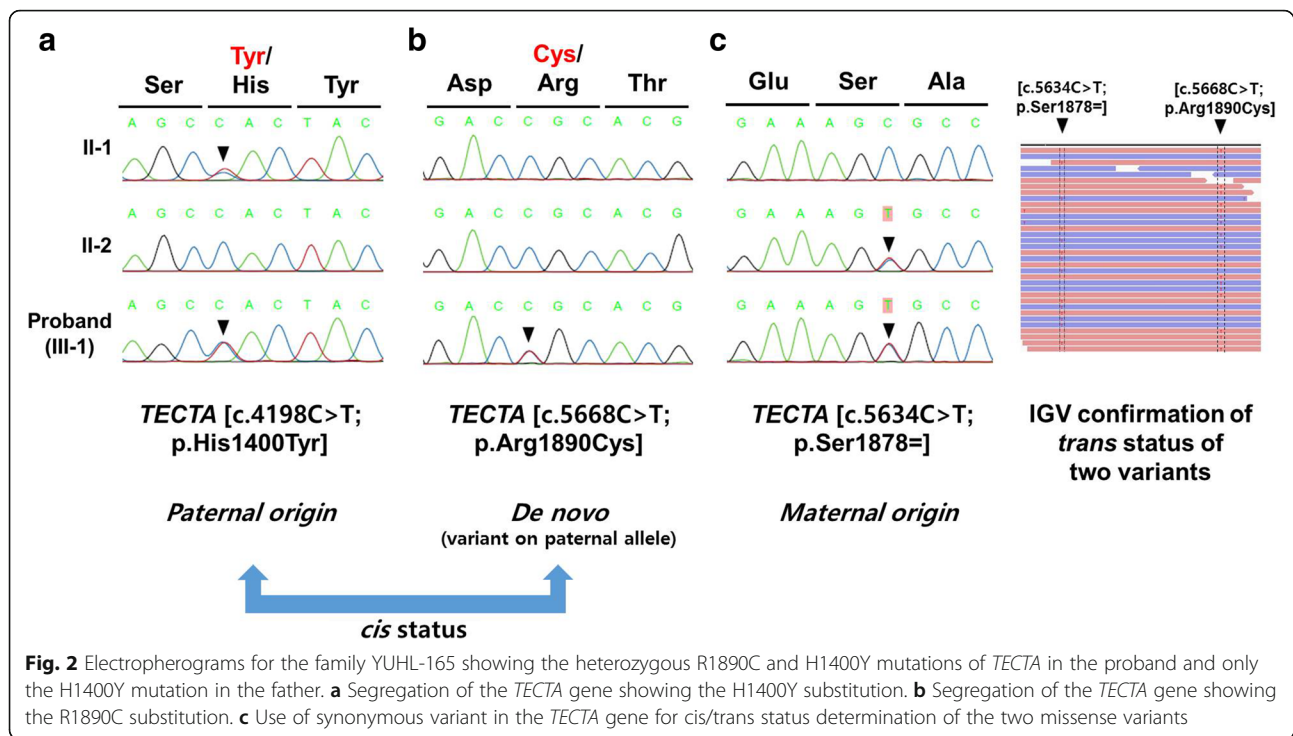 a b c
Tyr/ Cys/
Ser His Tyr Asp Arg Thr Glu Ser Ala
[c.5634C>T; p.Ser1878=] [c.5668C>T; p.Arg1890Cys]
II-1 A G C C A C T A C G A C C G C A C G G A A A G C G C C
II-2 A G C C A C T A C G A C C G C A C G G A A A G T G C C
Proband (III-1) A G C C A C T A C G A C C G C A C G G A A A G T G C C
TECTA [c.4198C>T;
p.His1400Tyr]
Paternal origin
TECTA [c.5668C>T;
p.Arg1890Cys]
De novo
(variant on paternal allele)
TECTA [c.5634C>T;
p.Ser1878=]
Maternal origin
IGV confirmation of
trans status of
two variants
cis status
Fig. 2 Electropherograms for the family YUHL-165 showing the heterozygous R1890C and H1400Y mutations of TECTA in the proband and only
the H1400Y mutation in the father. a Segregation of the TECTA gene showing the H1400Y substitution. b Segregation of the TECTA gene showing
the R1890C substitution. c Use of synonymous variant in the TECTA gene for cis/trans status determination of the two missense variants